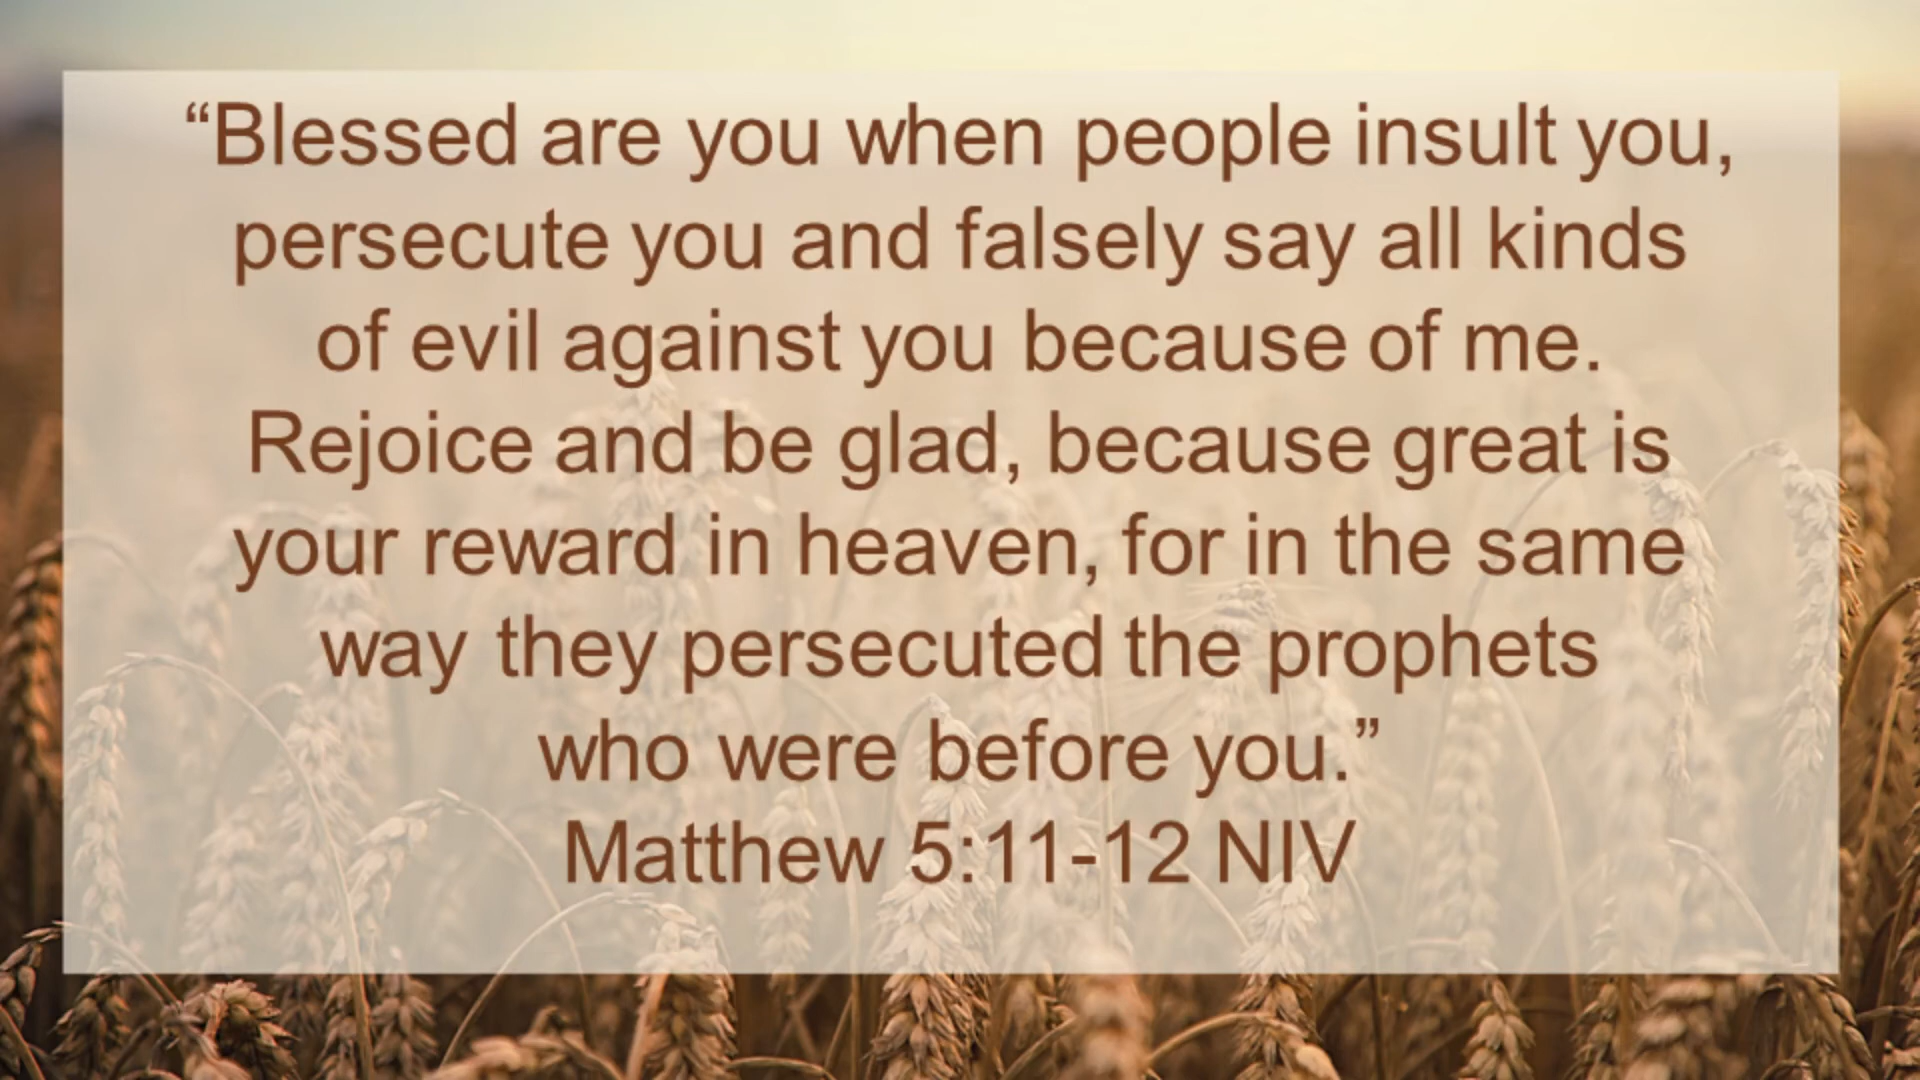 “Blessed are you when people insult you,
persecute you and falsely say all kinds
of evil against you because of me.
Rejoice and be glad, because great is
your reward in heaven, for in the same
way they persecuted the prophets
who were before you.”
Matthew 5:11-12 NIV